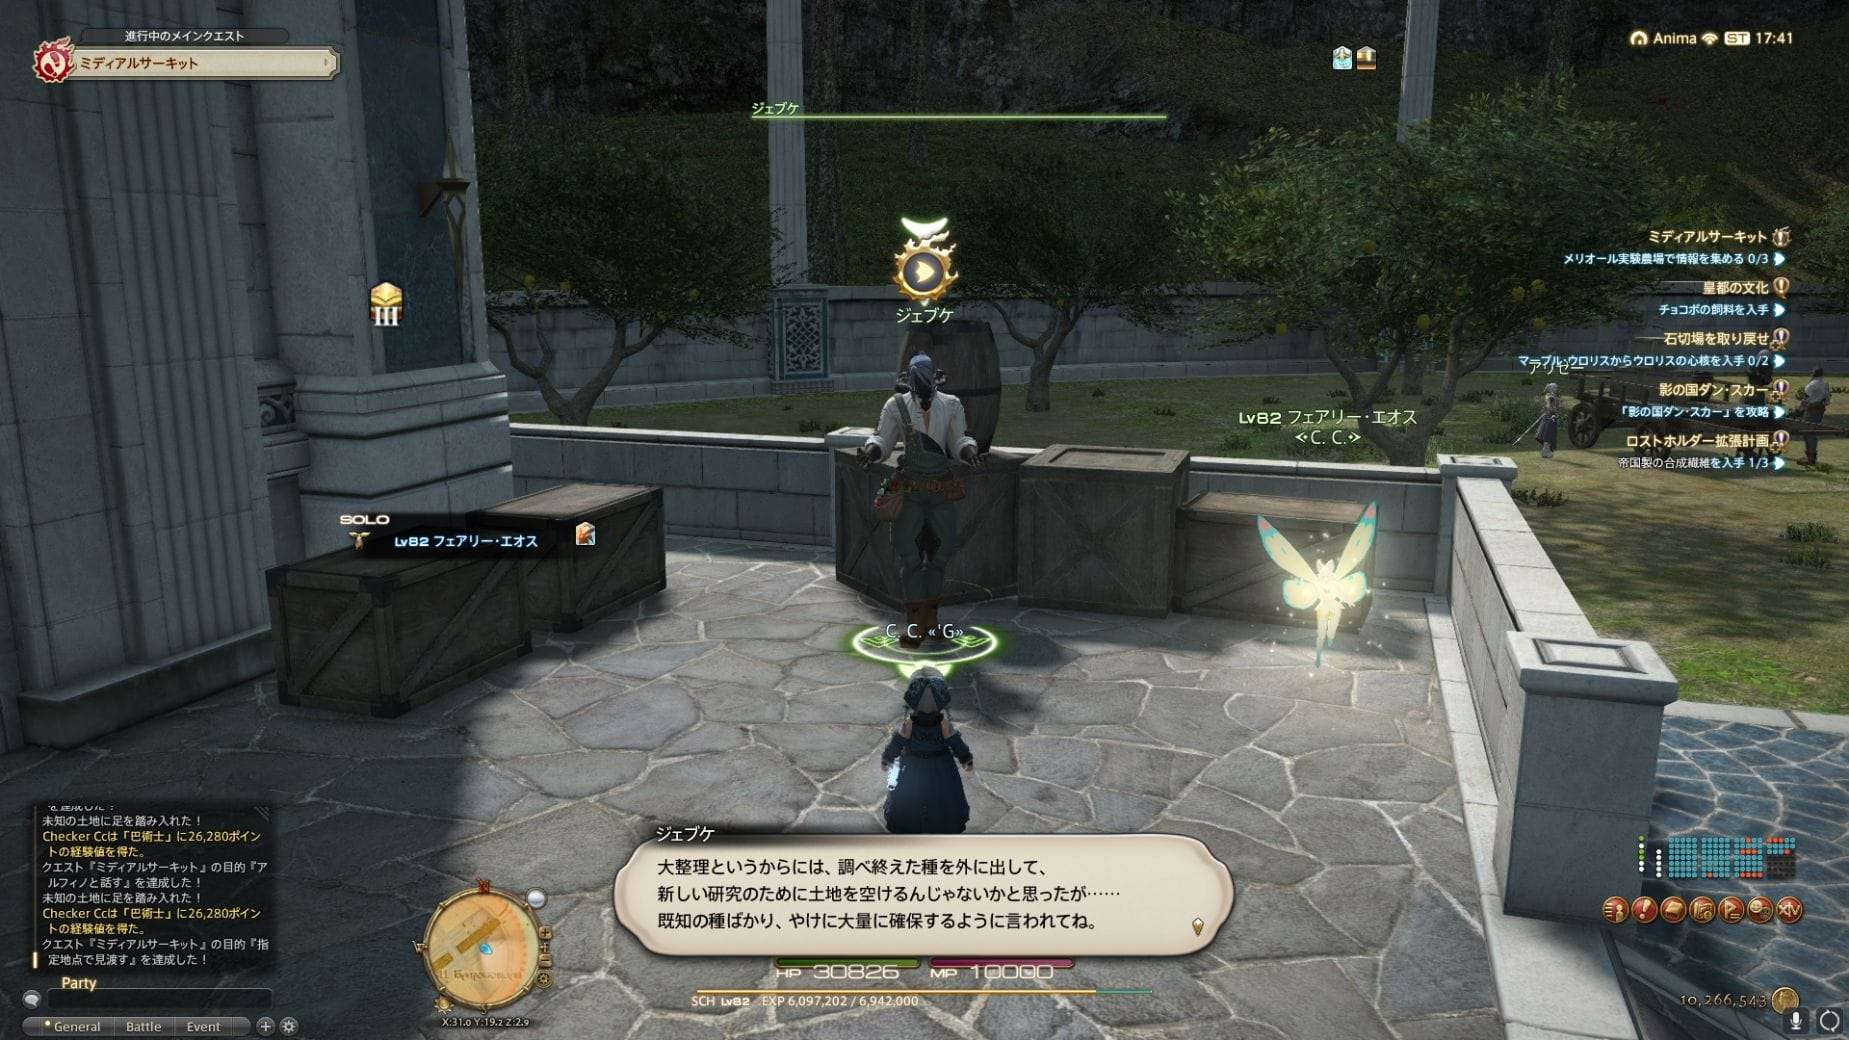 進行中のメインクエスト
ミディアルサーキット
Anima ST 17:41
ジェブケ
ジェブケ
ミディアルサーキット
メリオール実験農場で情報を集める 0/3
皇都の文化
チョコボの飼料を入手
石切場を取り戻せ
マーブル・ウロリスからウロリスの心核を入手 0/2
アリゼー
影の国ダン・スカー
「影の国ダン・スカー」を攻略
ロストホルダー拡張計画
帝国製の合成繊維を入手 1/3
Lv82 フェアリー・エオス
C. C.
III
SOLO
Lv82 フェアリー・エオス
C. C. «'G»
を達成した！
未知の土地に足を踏み入れた！
Checker Ccは「巴術士」に26,280ポイン
トの経験値を得た。
クエスト『ミディアルサーキット』の目的『ア
ルフィノと話す』を達成した！
未知の土地に足を踏み入れた！
Checker Ccは「巴術士」に26,280ポイン
トの経験値を得た。
クエスト『ミディアルサーキット』の目的『指
定地点で見渡す』を達成した！
Party
General Battle Event
X:31.0 Y:19.2 Z:2.9
ジェブケ
大整理というからには、調べ終えた種を外に出して、
新しい研究のために土地を空けるんじゃないかと思ったが……
既知の種ばかり、やけに大量に確保するように言われてね。
HP 30826 MP 10000
SCH Lv82 EXP 6,097,202 / 6,942,000
XIV
10,266,543